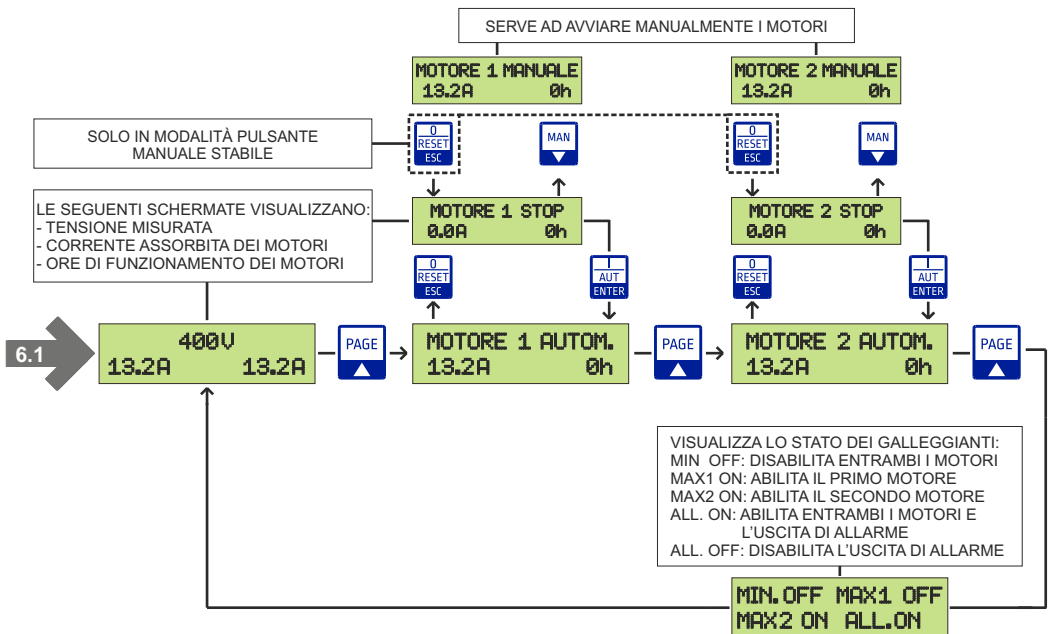 SERVE AD AVVIARE MANUALMENTE I MOTORI
MOTORE 1 MANUALE
13.2A 0h
MOTORE 2 MANUALE
13.2A 0h
SOLO IN MODALITÀ PULSANTE
MANUALE STABILE
0
RESET
ESC
MAN
0
RESET
ESC
MAN
LE SEGUENTI SCHERMATE VISUALIZZANO:
- TENSIONE MISURATA
- CORRENTE ASSORBITA DEI MOTORI
- ORE DI FUNZIONAMENTO DEI MOTORI
MOTORE 1 STOP
0.0A 0h
MOTORE 2 STOP
0.0A 0h
0
RESET
ESC
I
AUT
ENTER
0
RESET
ESC
I
AUT
ENTER
6.1
400V
13.2A 13.2A
PAGE
MOTORE 1 AUTOM.
13.2A 0h
PAGE
MOTORE 2 AUTOM.
13.2A 0h
PAGE
VISUALIZZA LO STATO DEI GALLEGGIANTI:
MIN OFF: DISABILITA ENTRAMBI I MOTORI
MAX1 ON: ABILITA IL PRIMO MOTORE
MAX2 ON: ABILITA IL SECONDO MOTORE
ALL. ON: ABILITA ENTRAMBI I MOTORI E
L'USCITA DI ALLARME
ALL. OFF: DISABILITA L'USCITA DI ALLARME
MIN.OFF MAX1 OFF
MAX2 ON ALL.ON